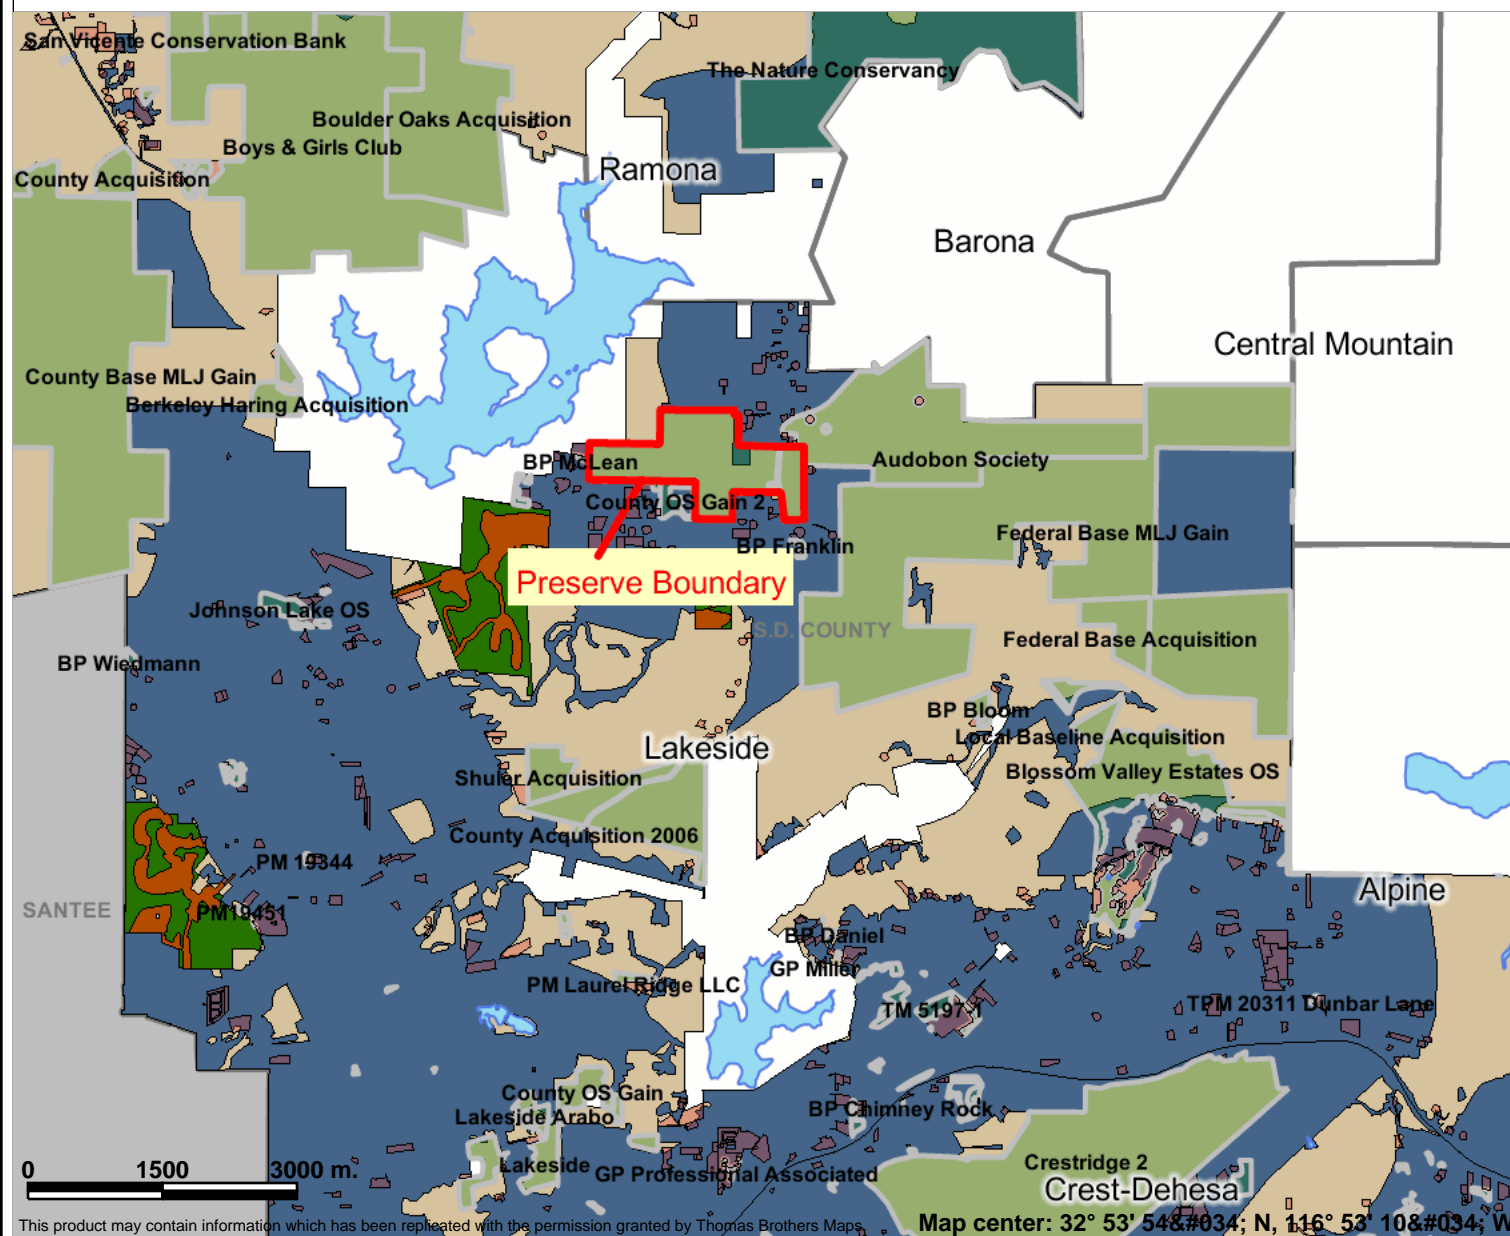 San Vicente Conservation Bank
The Nature Conservancy
Boulder Oaks Acquisition
Boys & Girls Club
Ramona
County Acquisition
Barona
Central Mountain
County Base MLJ Gain
Berkeley Haring Acquisition
BP McLean
Audobon Society
County OS Gain 2
Federal Base MLJ Gain
BP Franklin
Preserve Boundary
Johnson Lake OS
S.D. COUNTY
Federal Base Acquisition
BP Wiedmann
BP Bloom
Local Baseline Acquisition
Lakeside
Blossom Valley Estates OS
Shuler Acquisition
County Acquisition 2006
PM 19344
Alpine
SANTEE
PM19451
BP Daniel
GP Miller
PM Laurel Ridge LLC
TM 5197-1
TPM 20311 Dunbar Lane
County OS Gain
BP Chimney Rock
Lakeside Arabo
Lakeside
GP Professional Associated
Crestridge 2
Crest-Dehesa
0 1500 3000 m.
This product may contain information which has been replicated with the permission granted by Thomas Brothers Maps.
Map center: 32° 53' 54&#034; N, 116° 53' 10&#034; W